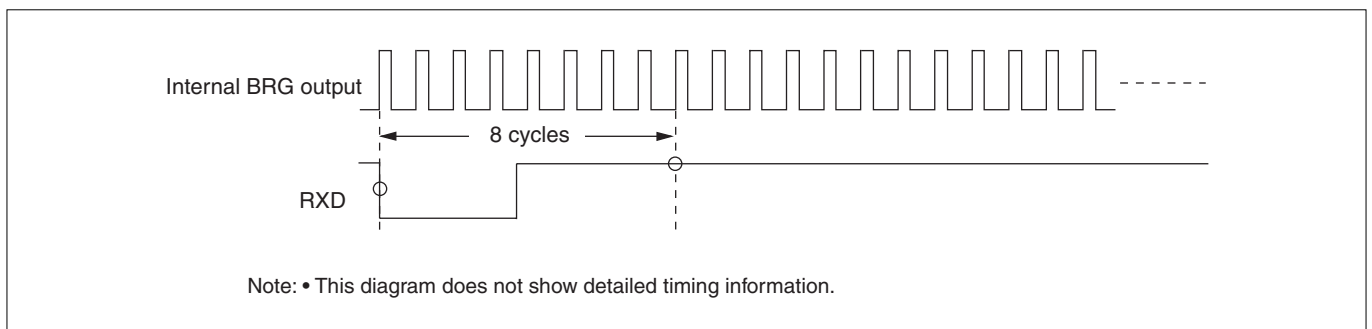 Internal BRG output
8 cycles
RXD
Note: • This diagram does not show detailed timing information.